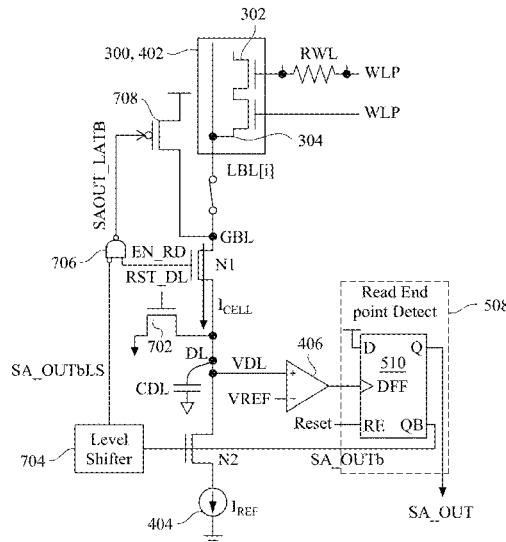 302
300, 402
RWL
WLP
708
WLP
304
SAOUT_LATB
LBL[i]
GBL
EN_RD
706
N1
RST_DL
ICELL
Read End
point Detect
508
702
DL
406
D
Q
510
SA_OUTbLS
VDL
+
DFF
CDL
VREF
−
Reset
RE
QB
Level
Shifter
704
N2
SA_OUTb
IREF
404
SA_OUT